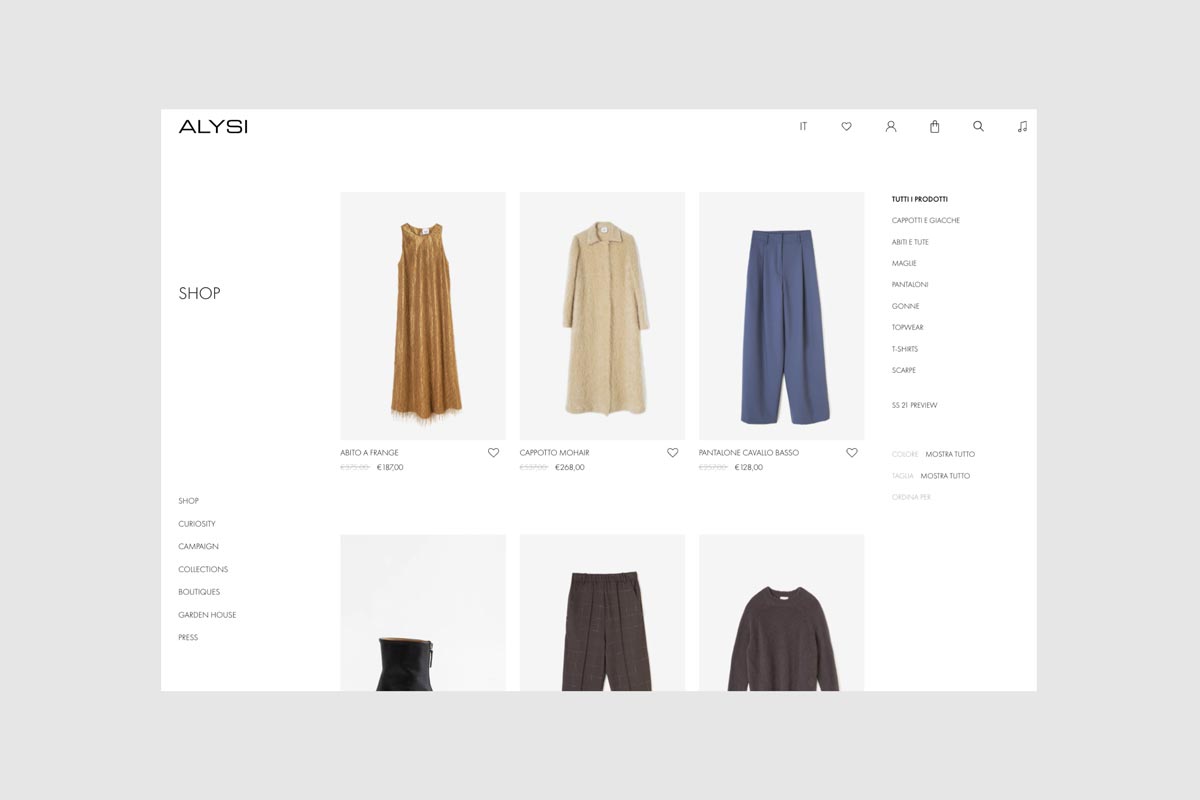 ALYSI
IT
SHOP
ABITO A FRANGE
€375,00 €187,00
CAPPOTTO MOHAIR
€537,00 €268,00
PANTALONE CAVALLO BASSO
€257,00 €128,00
TUTTI I PRODOTTI
CAPPOTTI E GIACCHE
ABITI E TUTE
MAGLIE
PANTALONI
GONNE
TOPWEAR
T-SHIRTS
SCARPE
SS 21 PREVIEW
COLORE MOSTRA TUTTO
TAGLIA MOSTRA TUTTO
ORDINA PER
SHOP
CURIOSITY
CAMPAIGN
COLLECTIONS
BOUTIQUES
GARDEN HOUSE
PRESS